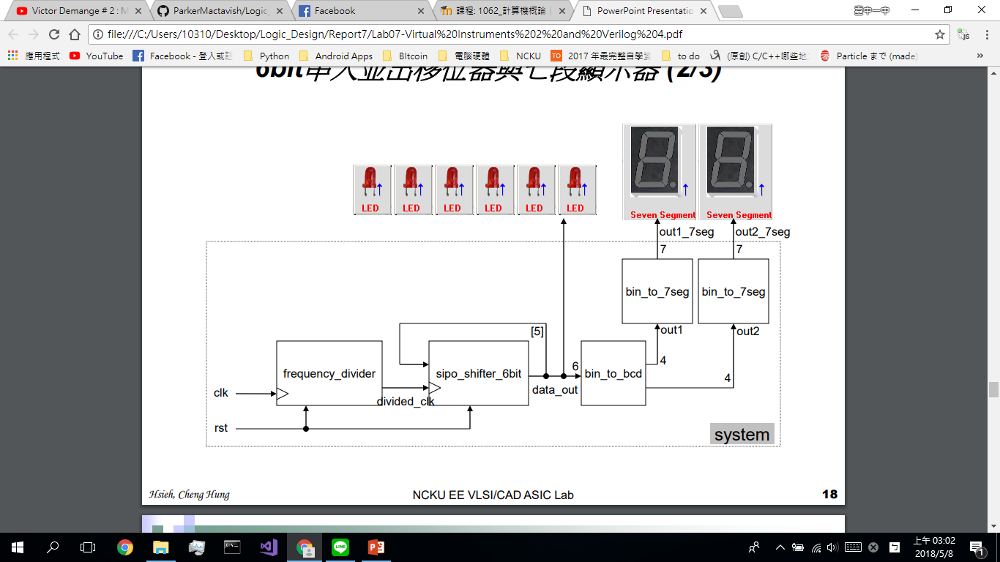 Victor Demange # 2 : M
ParkerMactavish/Logic_
Facebook
課程: 1062_計算機概論 (
PowerPoint Presentatio
臺中一中
file:///C:/Users/10310/Desktop/Logic_Design/Report7/Lab07-Virtual%20Instruments%202%20and%20Verilog%204.pdf
js
應用程式
YouTube
Facebook - 登入或註
Python
Android Apps
BItcoin
電腦硬體
NCKU
TO
2017 年最完整自學資
to do
(原創) C/C++哪些地方
Particle まで (made)
»
6bit串入並出移位器與七段顯示器 (2/3)
LED
LED
LED
LED
LED
LED
Seven Segment
Seven Segment
out1_7seg
out2_7seg
7
7
bin_to_7seg
bin_to_7seg
out1
out2
[5]
frequency_divider
sipo_shifter_6bit
6
bin_to_bcd
4
4
clk
divided_clk
data_out
rst
system
Hsieh, Cheng Hung
NCKU EE VLSI/CAD ASIC Lab
18
LINE
上午 03:02
2018/5/8
1